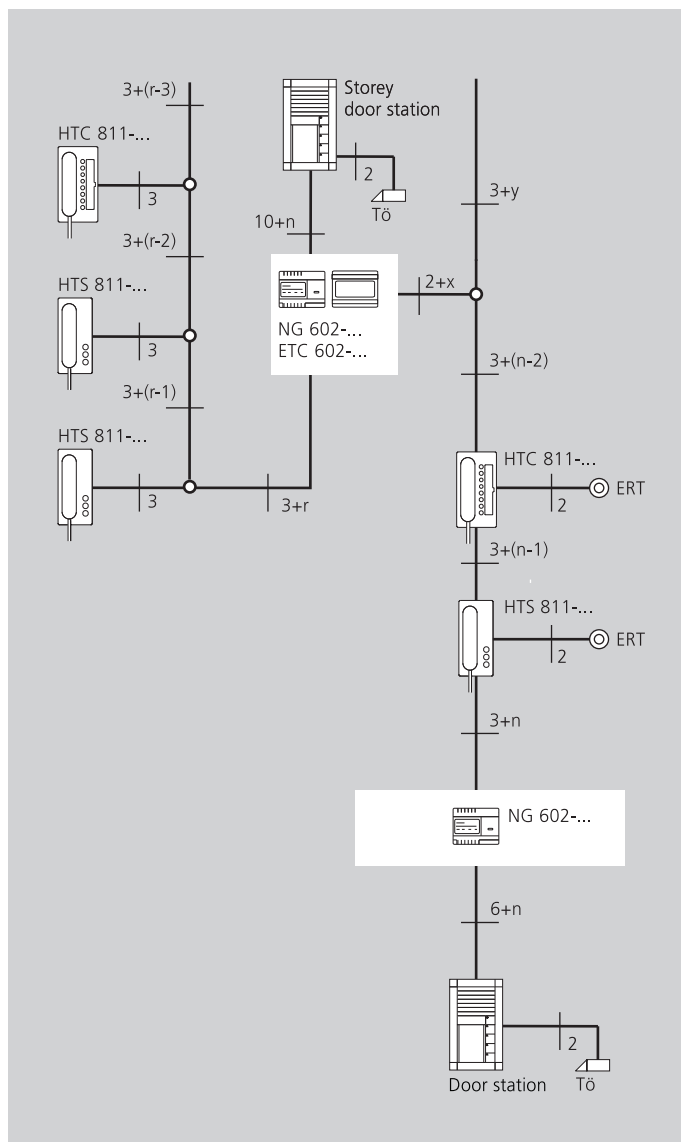 3+(r-3)
Storey
door station
HTC 811-...
3
2
Tö
3+y
10+n
3+(r-2)
2+x
HTS 811-...
3
NG 602-...
ETC 602-...
3+(n-2)
3+(r-1)
HTS 811-...
3
3+r
HTC 811-...
2
ERT
3+(n-1)
HTS 811-...
2
ERT
3+n
NG 602-...
6+n
2
Door station
Tö